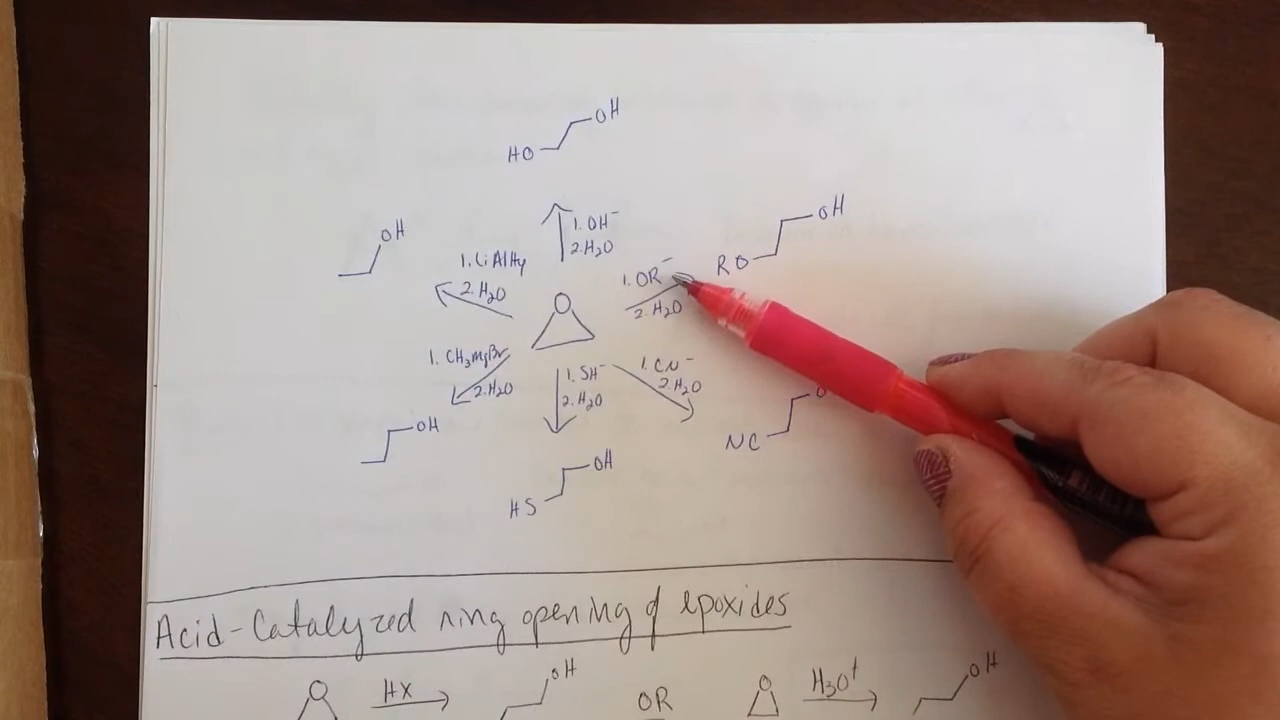 OH
HO
1. OH⁻
2. H2O
OH
RO
1. OR⁻
2. H2O
OH
1. LiAlH4
2. H2O
O
1. CH3MgBr
2. H2O
OH
1. SH⁻
2. H2O
OH
HS
1. CN⁻
2. H2O
O
NC
Acid-Catalyzed ring opening of epoxides
O
HX
OH
OR
O
H3O⁺
OH